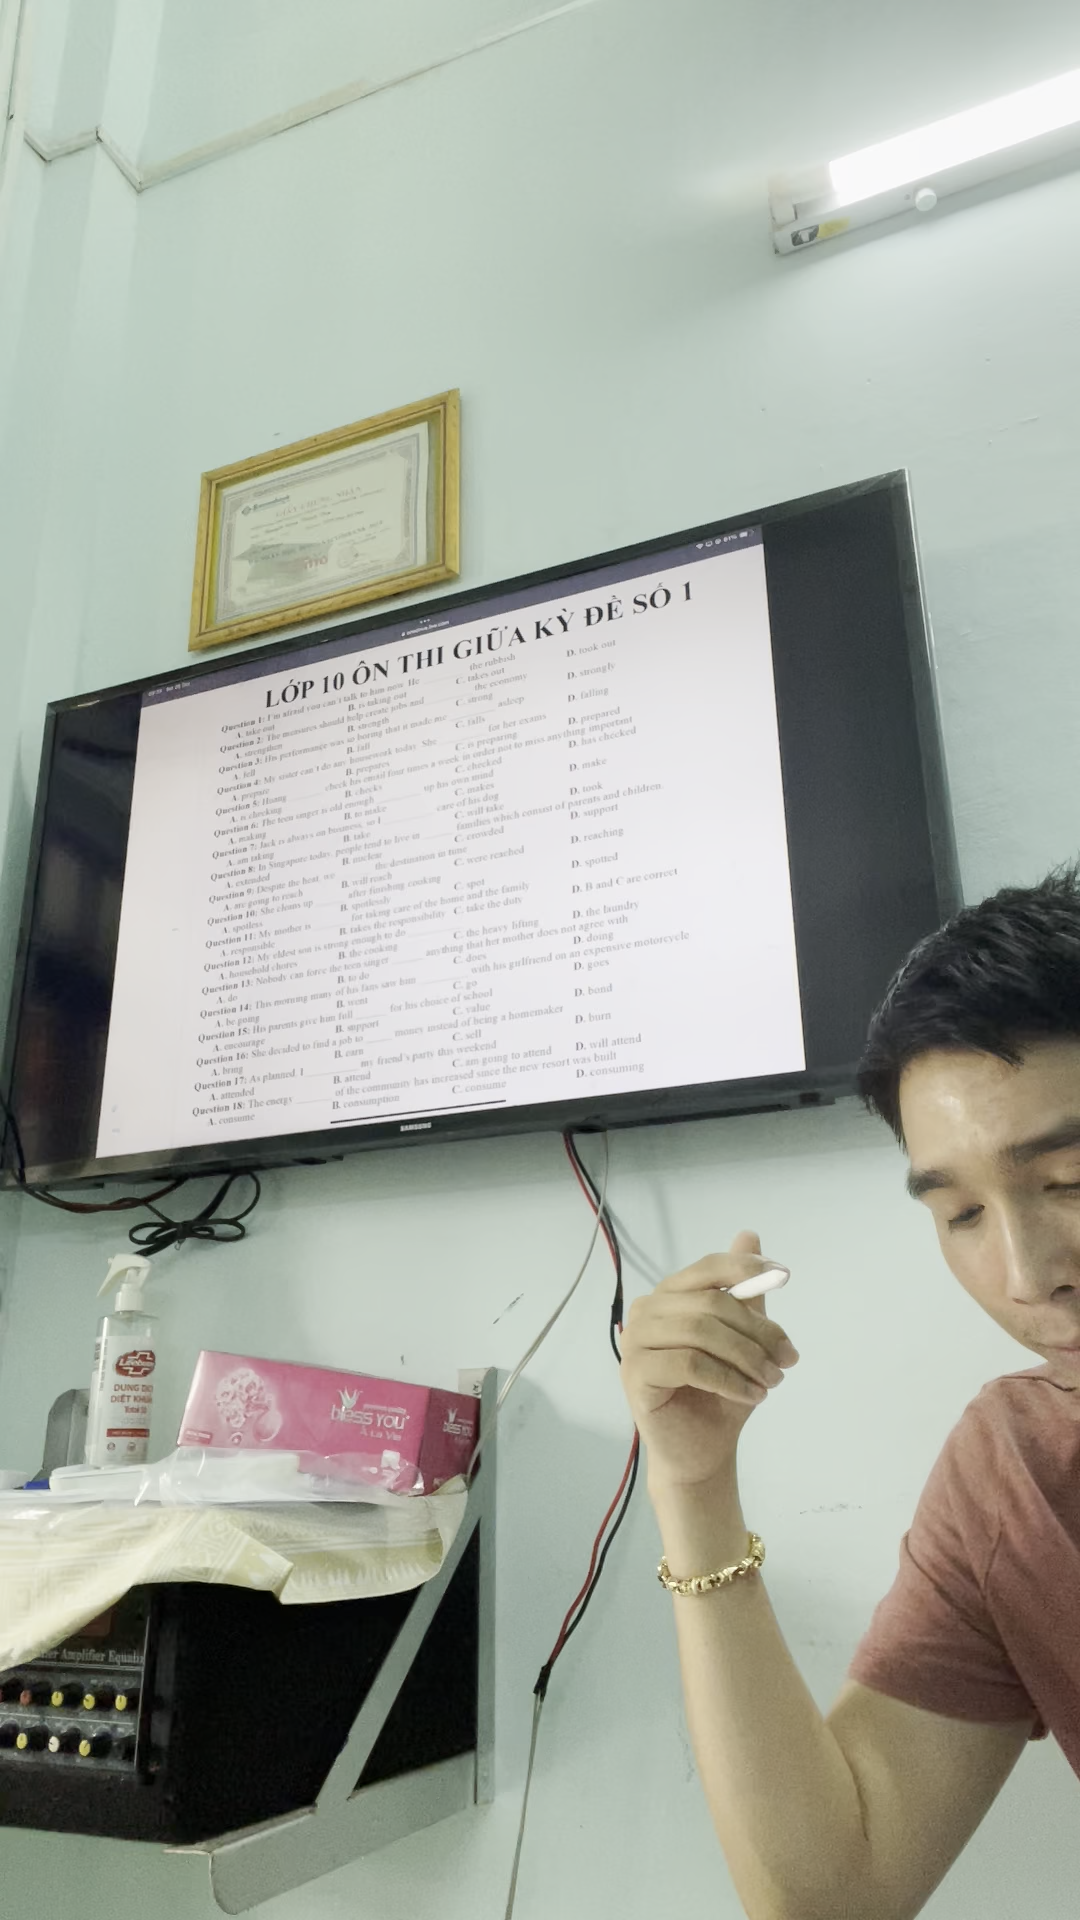 GIẤY CHỨNG NHẬN
LỚP 10 ÔN THI GIỮA KỲ ĐỀ SỐ 1
Question 1: I'm afraid you can't talk to him now. He ______ the rubbish
A. take out B. is taking out C. takes out D. took out
Question 2: The measures should help create jobs and ______ the economy
A. strengthen B. strength C. strong D. strongly
Question 3: His performance was so boring that it made me ______ asleep
A. fell B. fall C. falls D. falling
Question 4: My sister can't do any housework today. She ______ for her exams
A. prepare B. prepares C. is preparing D. prepared
Question 5: Hoang ______ check his email four times a week in order not to miss anything important
A. is checking B. checks C. checked D. has checked
Question 6: The teen singer is old enough ______ up his own mind
A. making B. to make C. makes D. make
Question 7: Jack is always on business, so I ______ care of his dog
A. am taking B. take C. will take D. took
Question 8: In Singapore today, people tend to live in ______ families which consist of parents and children.
A. extended B. nuclear C. crowded D. support
Question 9: Despite the heat, we ______ the destination in time
A. are going to reach B. will reach C. were reached D. reaching
Question 10: She cleans up ______ after finishing cooking
A. spotless B. spotlessly C. spot D. spotted
Question 11: My mother is ______ for taking care of the home and the family
A. responsible B. takes the responsibility C. take the duty D. B and C are correct
Question 12: My eldest son is strong enough to do ______
A. household chores B. the cooking C. the heavy lifting D. the laundry
Question 13: Nobody can force the teen singer ______ anything that her mother does not agree with
A. do B. to do C. does D. doing
Question 14: This morning many of his fans saw him ______ with his girlfriend on an expensive motorcycle
A. be going B. went C. go D. goes
Question 15: His parents give him full ______ for his choice of school
A. encourage B. support C. value D. bond
Question 16: She decided to find a job to ______ money instead of being a homemaker
A. bring B. earn C. sell D. burn
Question 17: As planned, I ______ my friend's party this weekend
A. attended B. attend C. am going to attend D. will attend
Question 18: The energy ______ of the community has increased since the new resort was built
A. consume B. consumption C. consume D. consuming
SAMSUNG
Lifebuoy
DUNG DỊCH
DIỆT KHUẨN
bless you
À La Vie
bless you
Amplifier